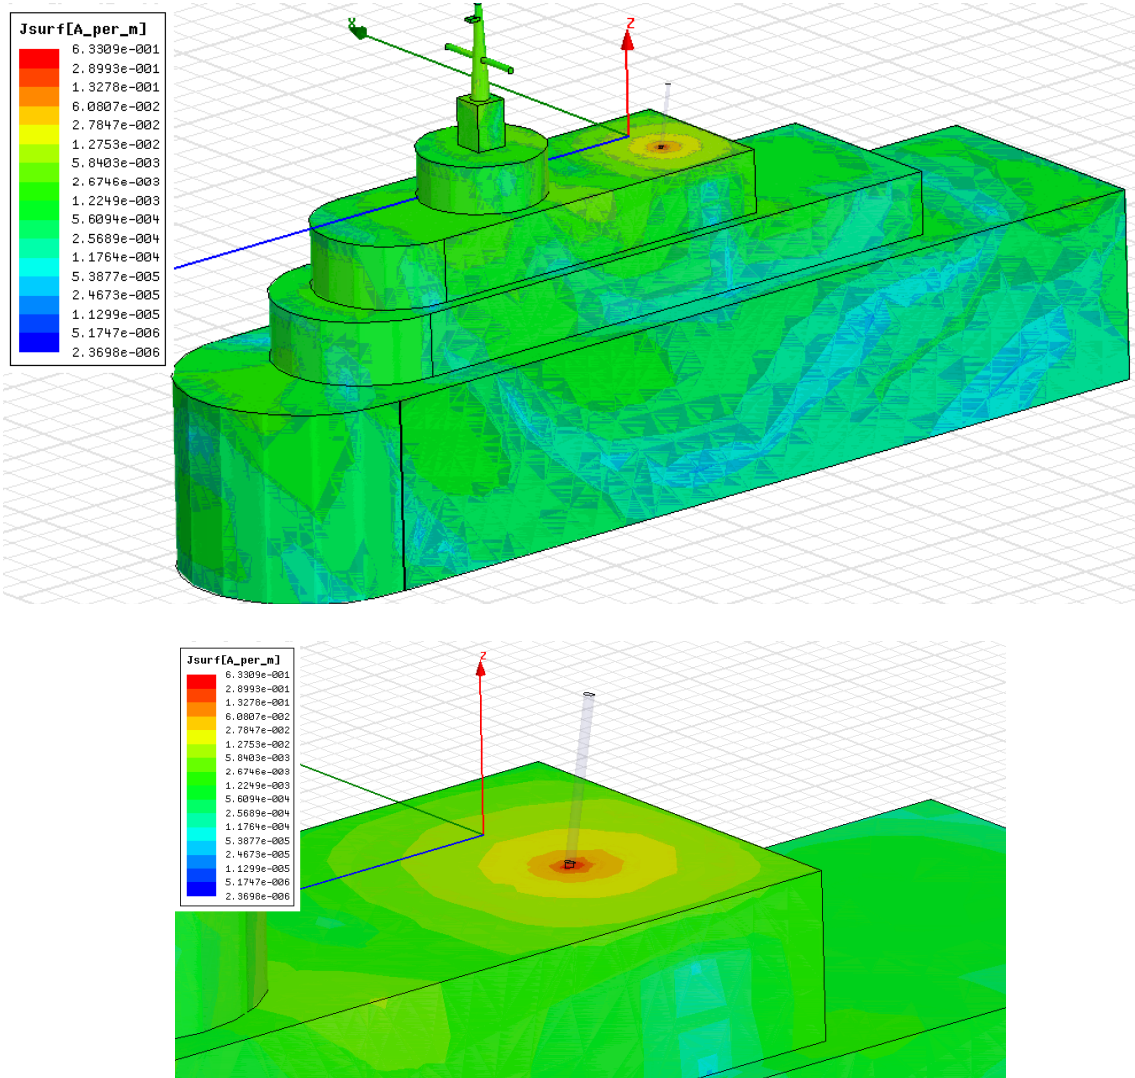 Jsurf[A_per_m]
6.3309e-001
2.8993e-001
1.3278e-001
6.0807e-002
2.7847e-002
1.2753e-002
5.8403e-003
2.6746e-003
1.2249e-003
5.6094e-004
2.5689e-004
1.1764e-004
5.3877e-005
2.4673e-005
1.1299e-005
5.1747e-006
2.3698e-006
X
Z
Jsurf[A_per_m]
6.3309e-001
2.8993e-001
1.3278e-001
6.0807e-002
2.7847e-002
1.2753e-002
5.8403e-003
2.6746e-003
1.2249e-003
5.6094e-004
2.5689e-004
1.1764e-004
5.3877e-005
2.4673e-005
1.1299e-005
5.1747e-006
2.3698e-006
Z